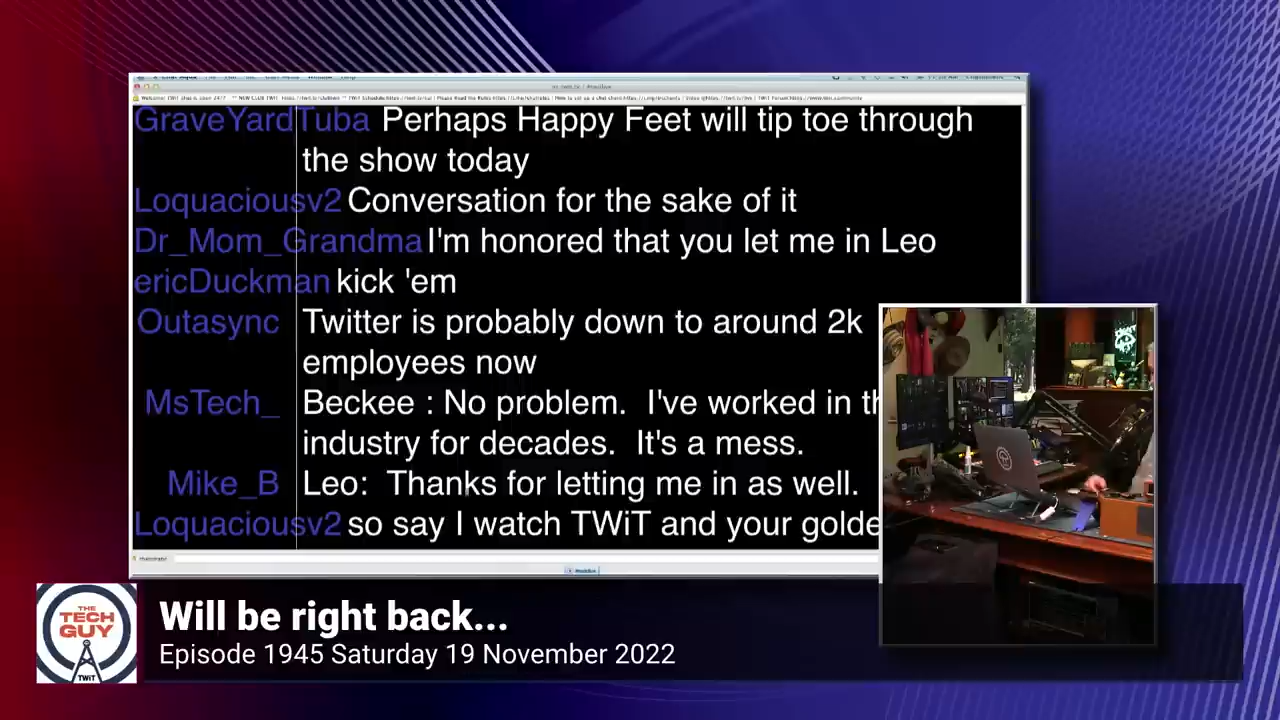 GraveYardTuba Perhaps Happy Feet will tip toe through
the show today
Loquaciousv2 Conversation for the sake of it
Dr_Mom_Grandma I'm honored that you let me in Leo
ericDuckman kick 'em
Outasync Twitter is probably down to around 2k
employees now
MsTech_ Beckee : No problem. I've worked in th
industry for decades. It's a mess.
Mike_B Leo: Thanks for letting me in as well.
Loquaciousv2 so say I watch TWiT and your golde
THE
TECH
GUY
TWiT
Will be right back...
Episode 1945 Saturday 19 November 2022